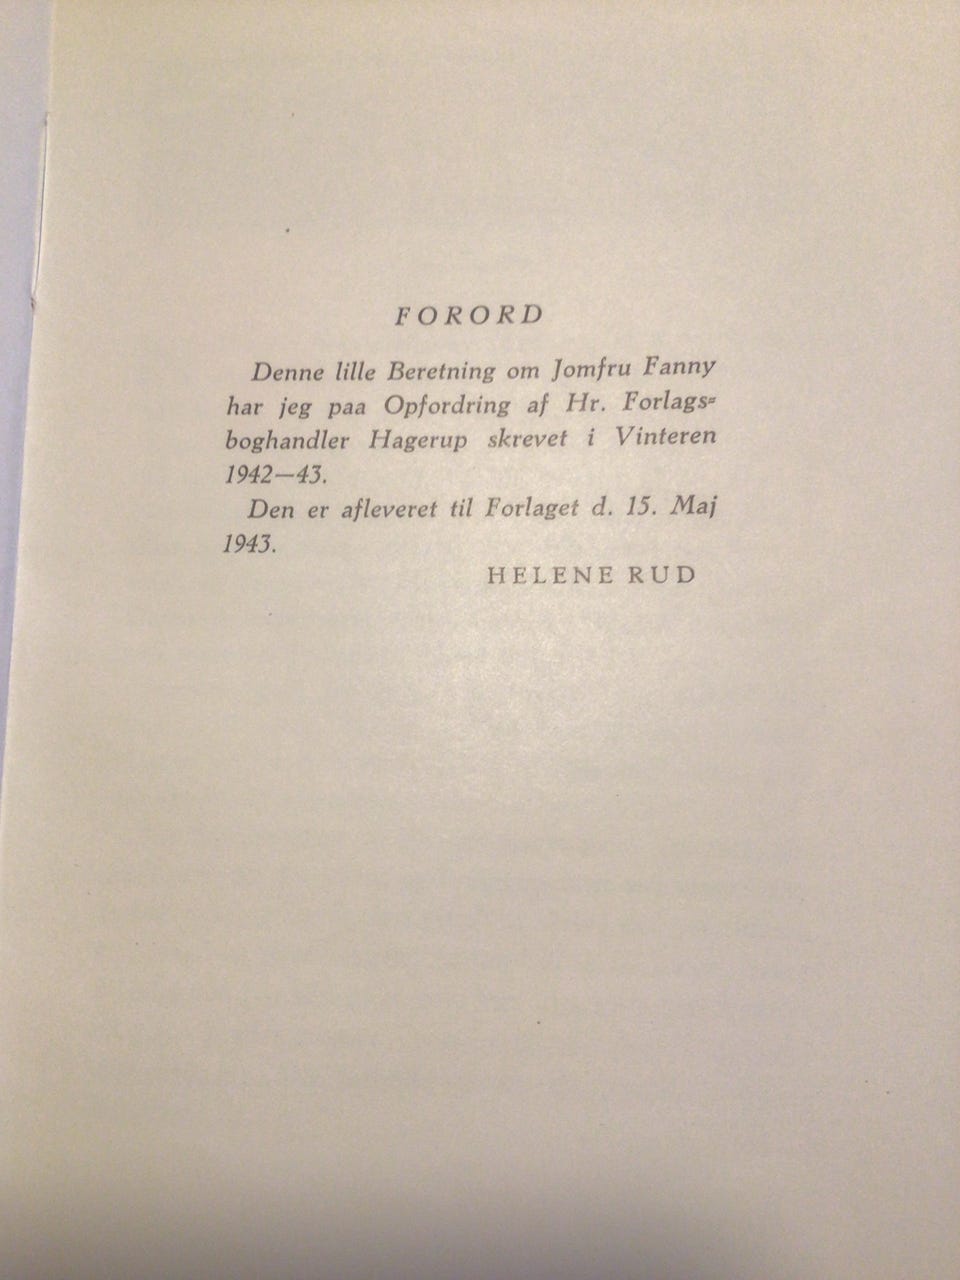 FORORD
Denne lille Beretning om Jomfru Fanny
har jeg paa Opfordring af Hr. Forlags=
boghandler Hagerup skrevet i Vinteren
1942—43.
Den er afleveret til Forlaget d. 15. Maj
1943.
HELENE RUD